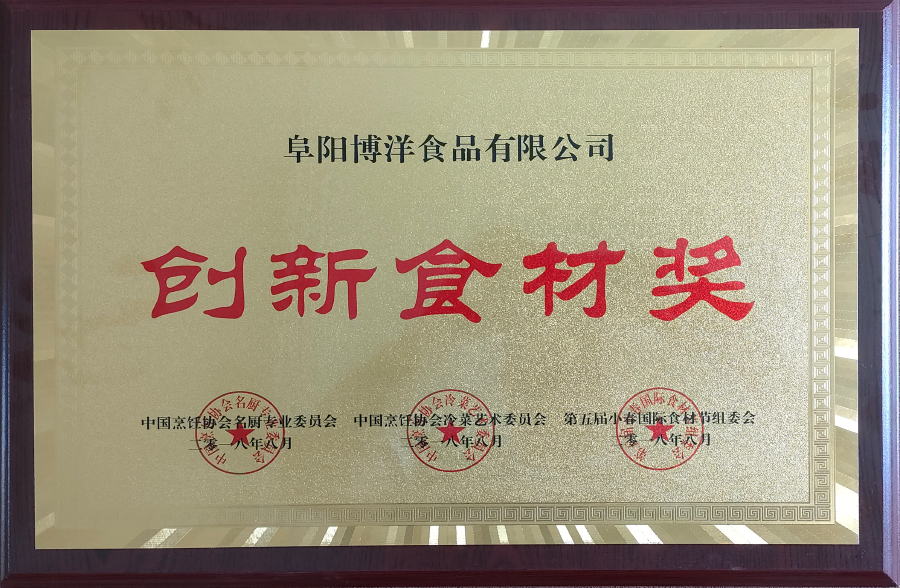 阜阳博洋食品有限公司
创新食材奖
中国烹饪协会名厨专业委员会 中国烹饪协会冷菜艺术委员会 第五届小春国际食材节组委会
二零一八年八月 二零一八年八月 二零一八年八月